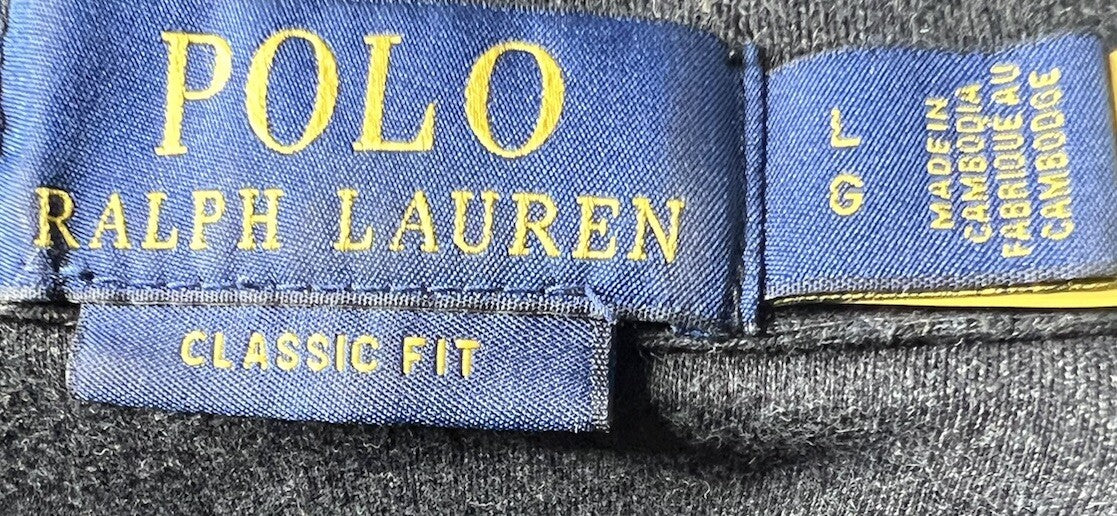 POLO
RALPH LAUREN
CLASSIC FIT
L
G
MADE IN
CAMBODIA
FABRIQUE AU
CAMBODGE